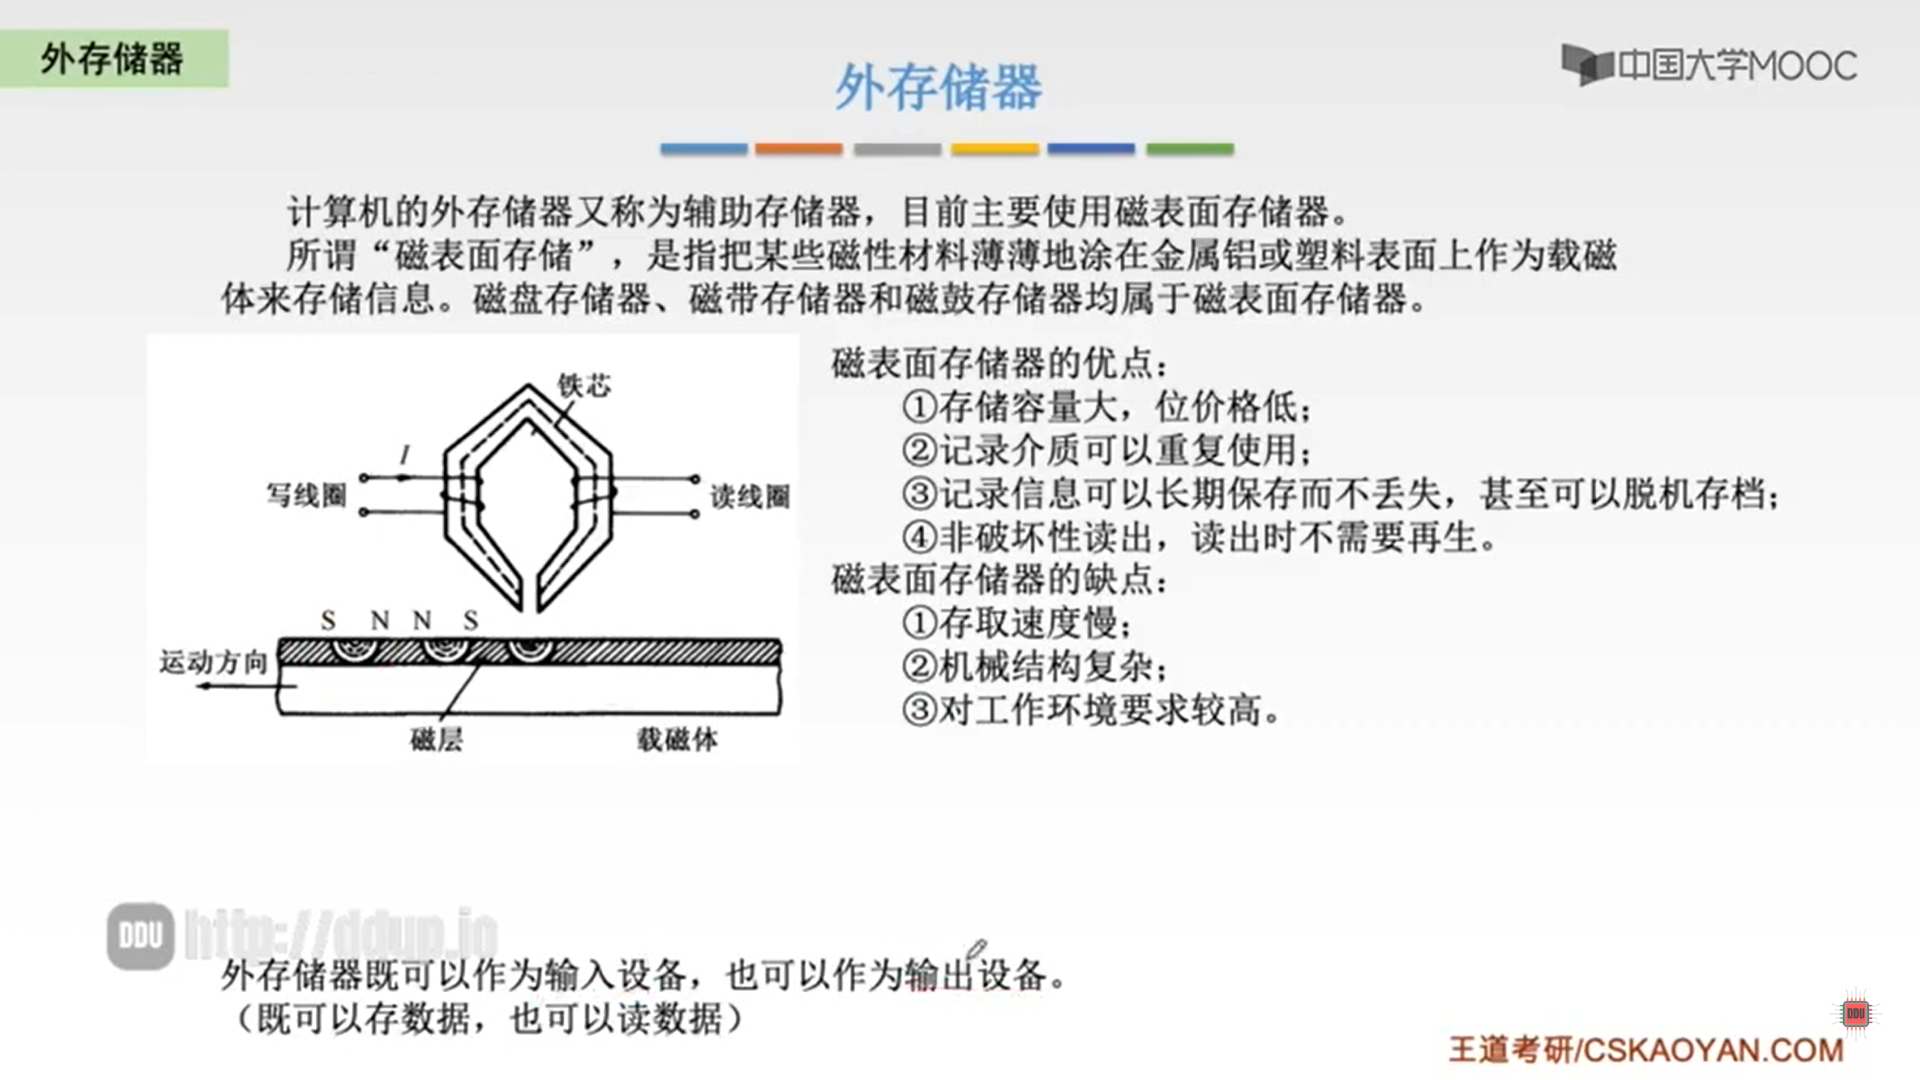 外存储器
中国大学MOOC
外存储器
计算机的外存储器又称为辅助存储器，目前主要使用磁表面存储器。
所谓“磁表面存储”，是指把某些磁性材料薄薄地涂在金属铝或塑料表面上作为载磁
体来存储信息。磁盘存储器、磁带存储器和磁鼓存储器均属于磁表面存储器。
铁芯
I
写线圈
读线圈
S N N S
运动方向
磁层
载磁体
磁表面存储器的优点：
①存储容量大，位价格低；
②记录介质可以重复使用；
③记录信息可以长期保存而不丢失，甚至可以脱机存档；
④非破坏性读出，读出时不需要再生。
磁表面存储器的缺点：
①存取速度慢；
②机械结构复杂；
③对工作环境要求较高。
DDU http://ddup.io
外存储器既可以作为输入设备，也可以作为输出设备。
（既可以存数据，也可以读数据）
DDU
王道考研/CSKAOYAN.COM